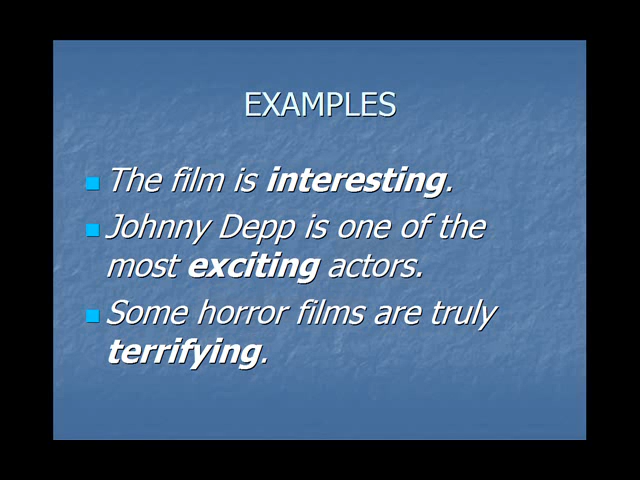 EXAMPLES
The film is interesting.
Johnny Depp is one of the
most exciting actors.
Some horror films are truly
terrifying.